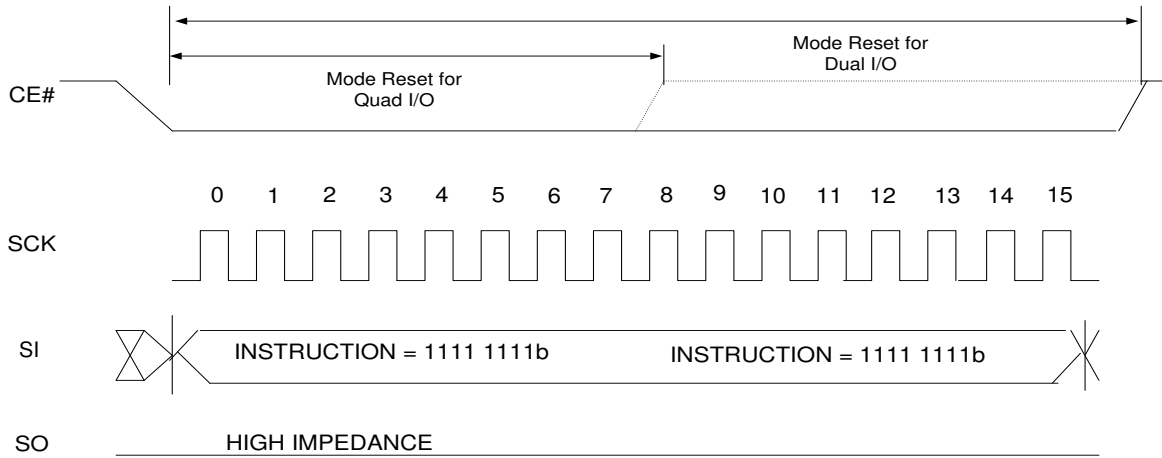 Mode Reset for
Dual I/O
Mode Reset for
Quad I/O
CE#
0 1 2 3 4 5 6 7 8 9 10 11 12 13 14 15
SCK
SI
INSTRUCTION = 1111 1111b INSTRUCTION = 1111 1111b
SO
HIGH IMPEDANCE